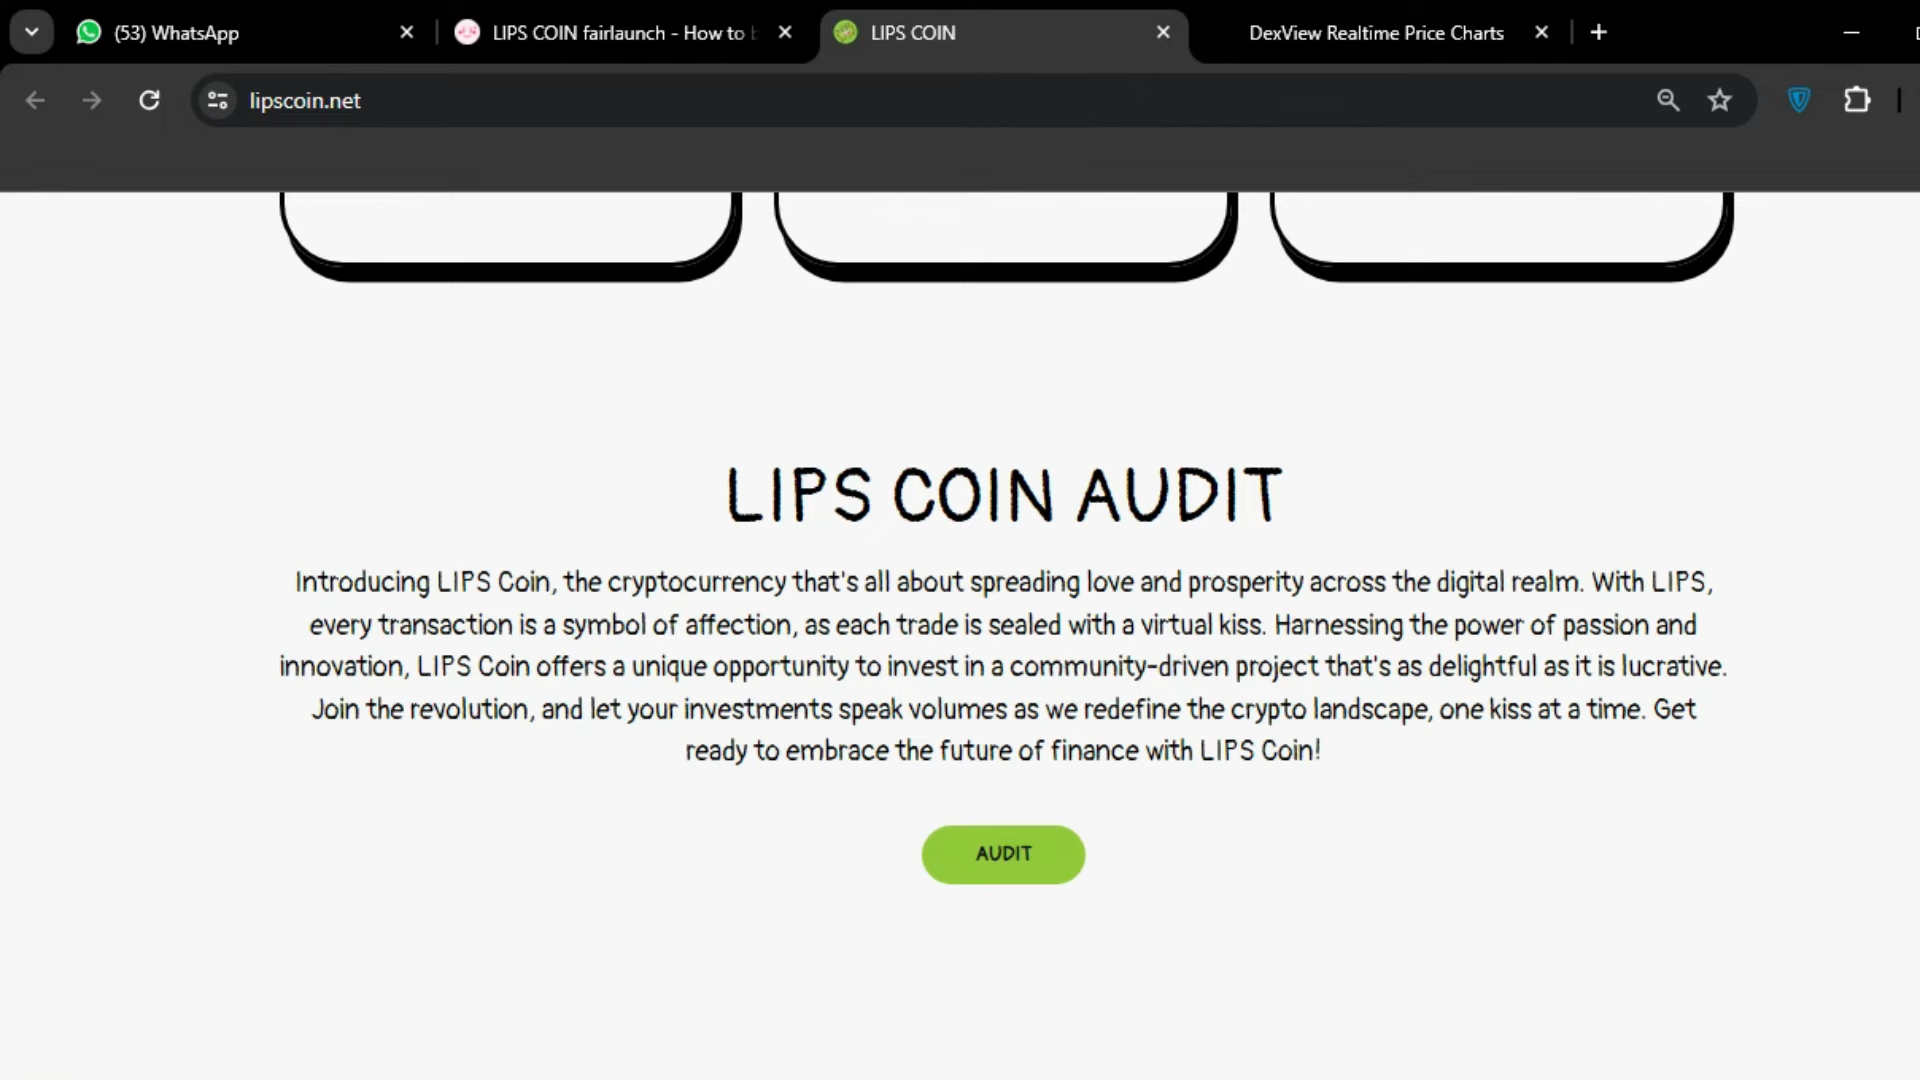 (53) WhatsApp
LIPS COIN fairlaunch - How to
LIPS COIN
DexView Realtime Price Charts
lipscoin.net
LIPS COIN AUDIT
Introducing LIPS Coin, the cryptocurrency that's all about spreading love and prosperity across the digital realm. With LIPS,
every transaction is a symbol of affection, as each trade is sealed with a virtual kiss. Harnessing the power of passion and
innovation, LIPS Coin offers a unique opportunity to invest in a community-driven project that's as delightful as it is lucrative.
Join the revolution, and let your investments speak volumes as we redefine the crypto landscape, one kiss at a time. Get
ready to embrace the future of finance with LIPS Coin!
AUDIT